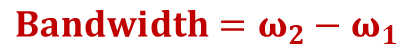 Bandwidth = ω₂ − ω₁